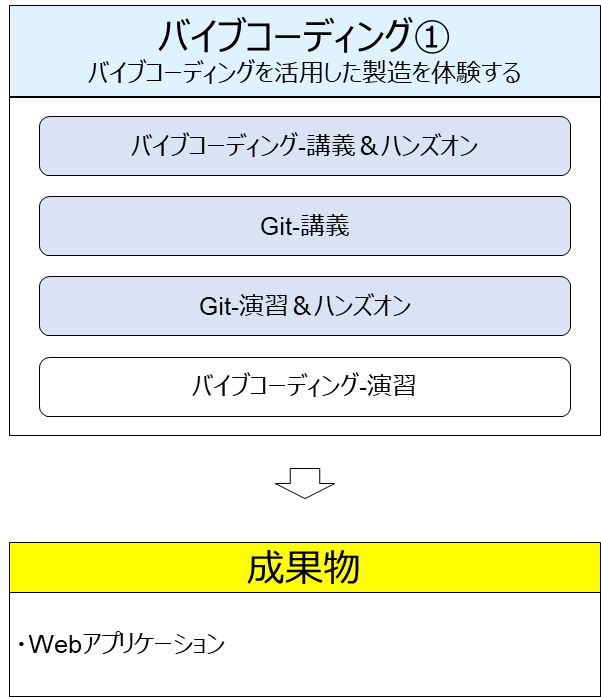 バイブコーディング①
バイブコーディングを活用した製造を体験する
バイブコーディング-講義＆ハンズオン
Git-講義
Git-演習＆ハンズオン
バイブコーディング-演習
成果物
・Webアプリケーション